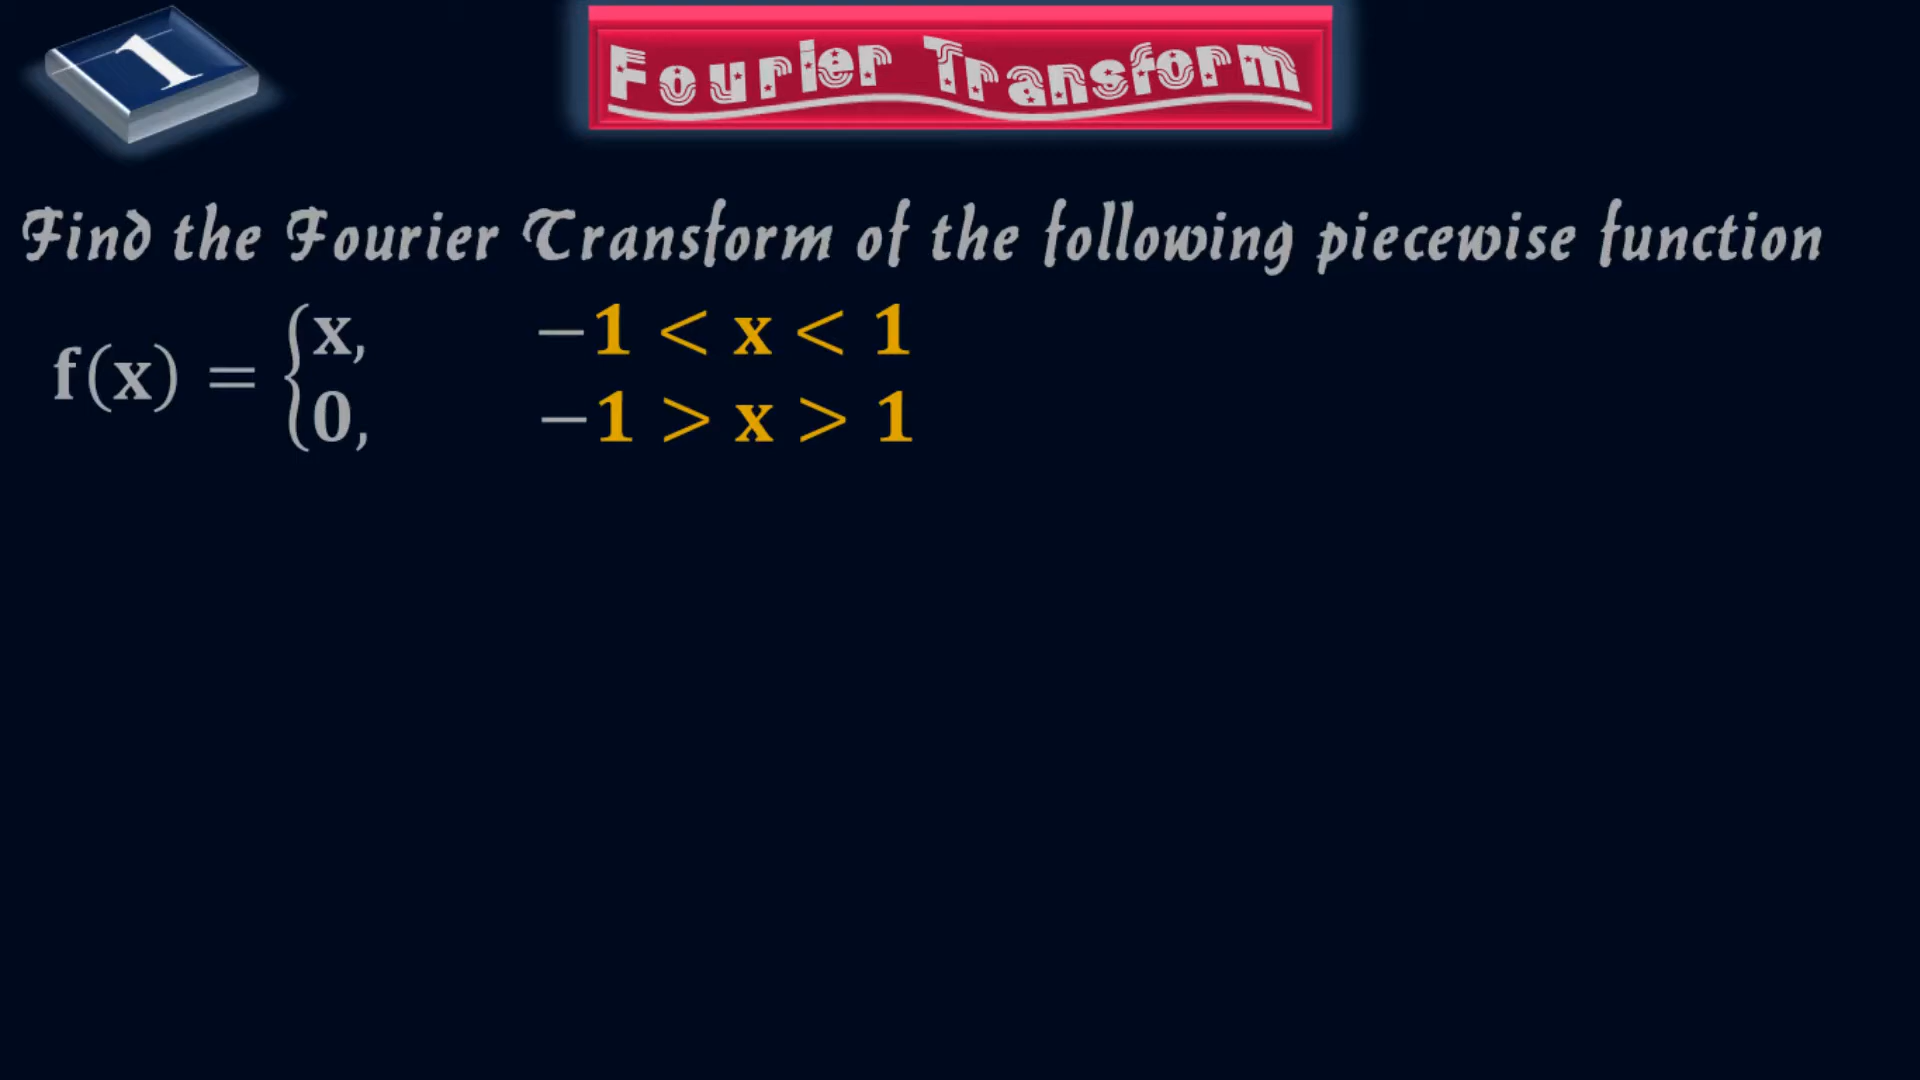 1
Fourier Transform
Find the Fourier Transform of the following piecewise function
f(x) = { x, −1 < x < 1
0, −1 > x > 1